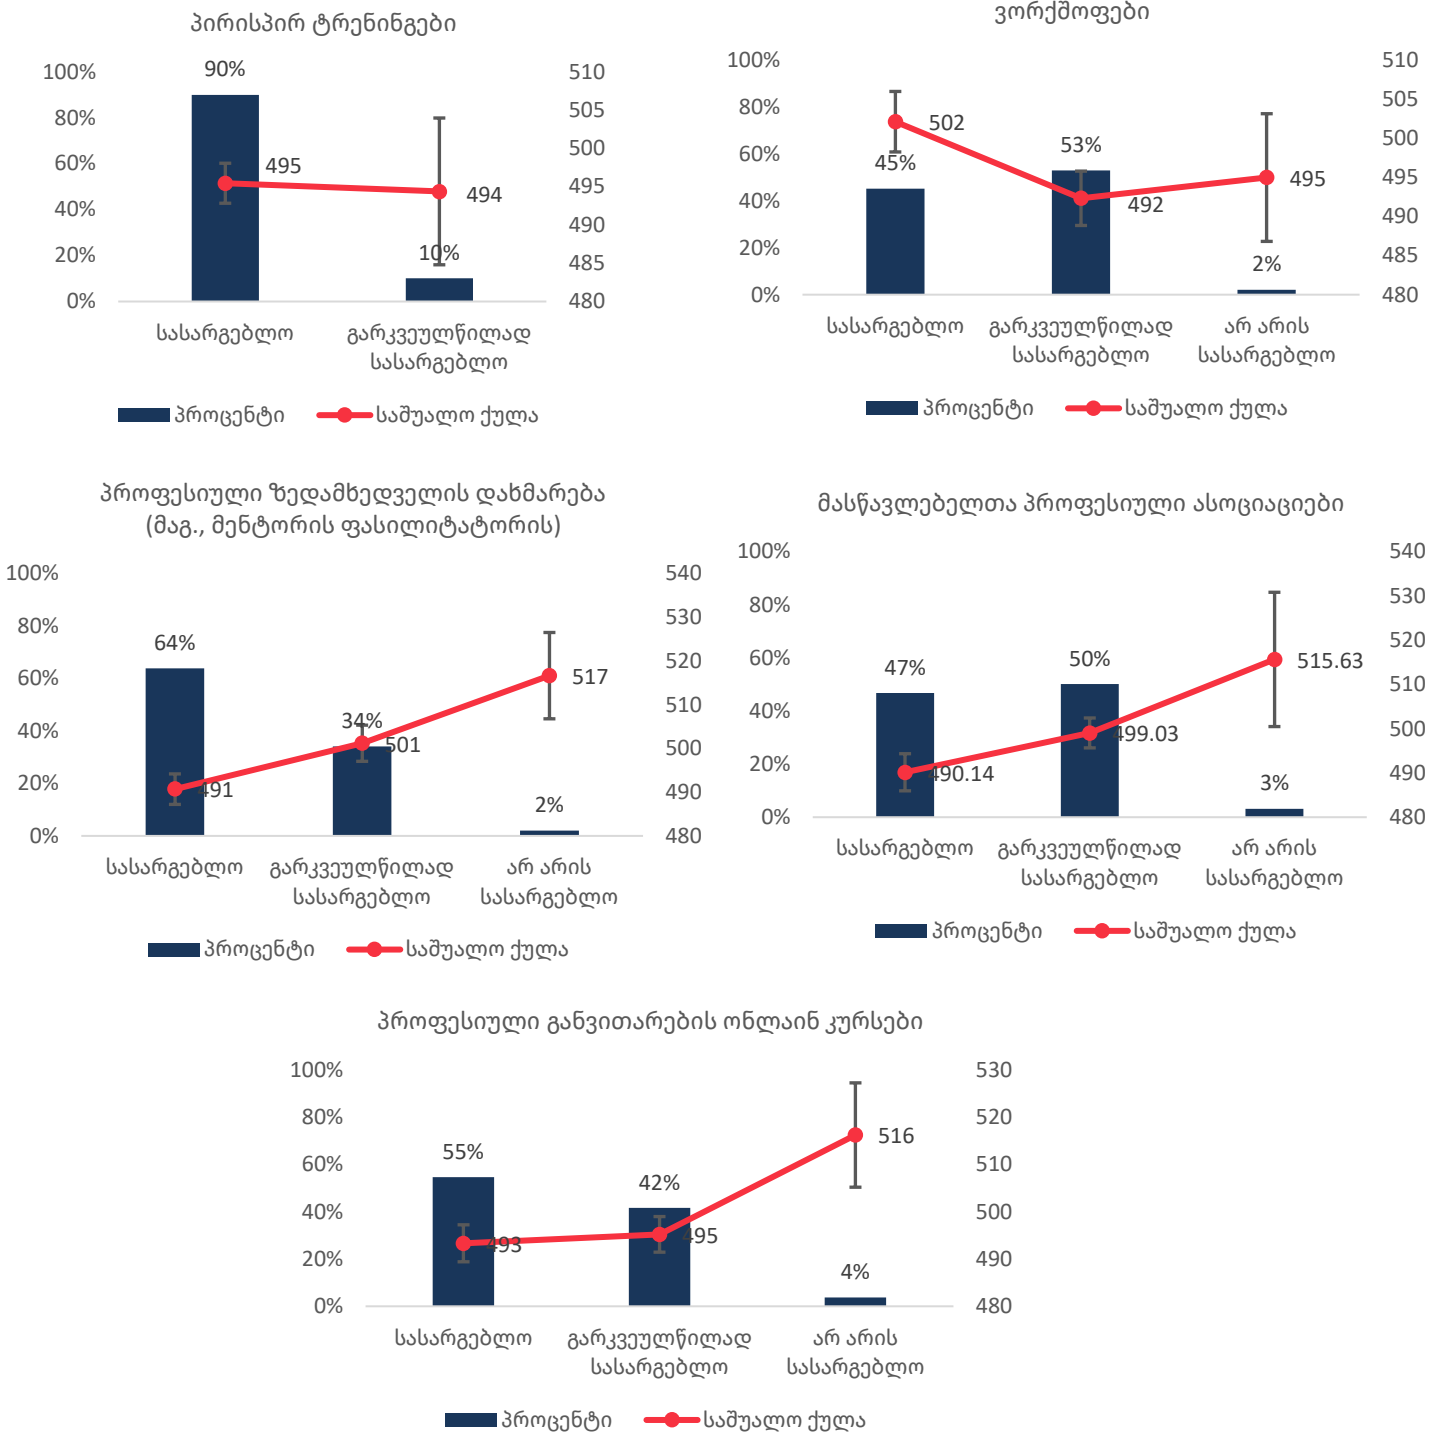 პირისპირ ტრენინგები
100%
80%
60%
40%
20%
0%
90%
10%
495
494
510
505
500
495
490
485
480
სასარგებლო
გარკვეულწილად
სასარგებლო
პროცენტი
საშუალო ქულა
ვორქშოფები
100%
80%
60%
40%
20%
0%
45%
53%
2%
502
492
495
510
505
500
495
490
485
480
სასარგებლო
გარკვეულწილად
სასარგებლო
არ არის
სასარგებლო
პროცენტი
საშუალო ქულა
პროფესიული ზედამხედველის დახმარება
(მაგ., მენტორის ფასილიტატორის)
100%
80%
60%
40%
20%
0%
64%
34%
2%
491
501
517
540
530
520
510
500
490
480
სასარგებლო
გარკვეულწილად
სასარგებლო
არ არის
სასარგებლო
პროცენტი
საშუალო ქულა
მასწავლებელთა პროფესიული ასოციაციები
100%
80%
60%
40%
20%
0%
47%
50%
3%
490.14
499.03
515.63
540
530
520
510
500
490
480
სასარგებლო
გარკვეულწილად
სასარგებლო
არ არის
სასარგებლო
პროცენტი
საშუალო ქულა
პროფესიული განვითარების ონლაინ კურსები
100%
80%
60%
40%
20%
0%
55%
42%
4%
493
495
516
530
520
510
500
490
480
სასარგებლო
გარკვეულწილად
სასარგებლო
არ არის
სასარგებლო
პროცენტი
საშუალო ქულა